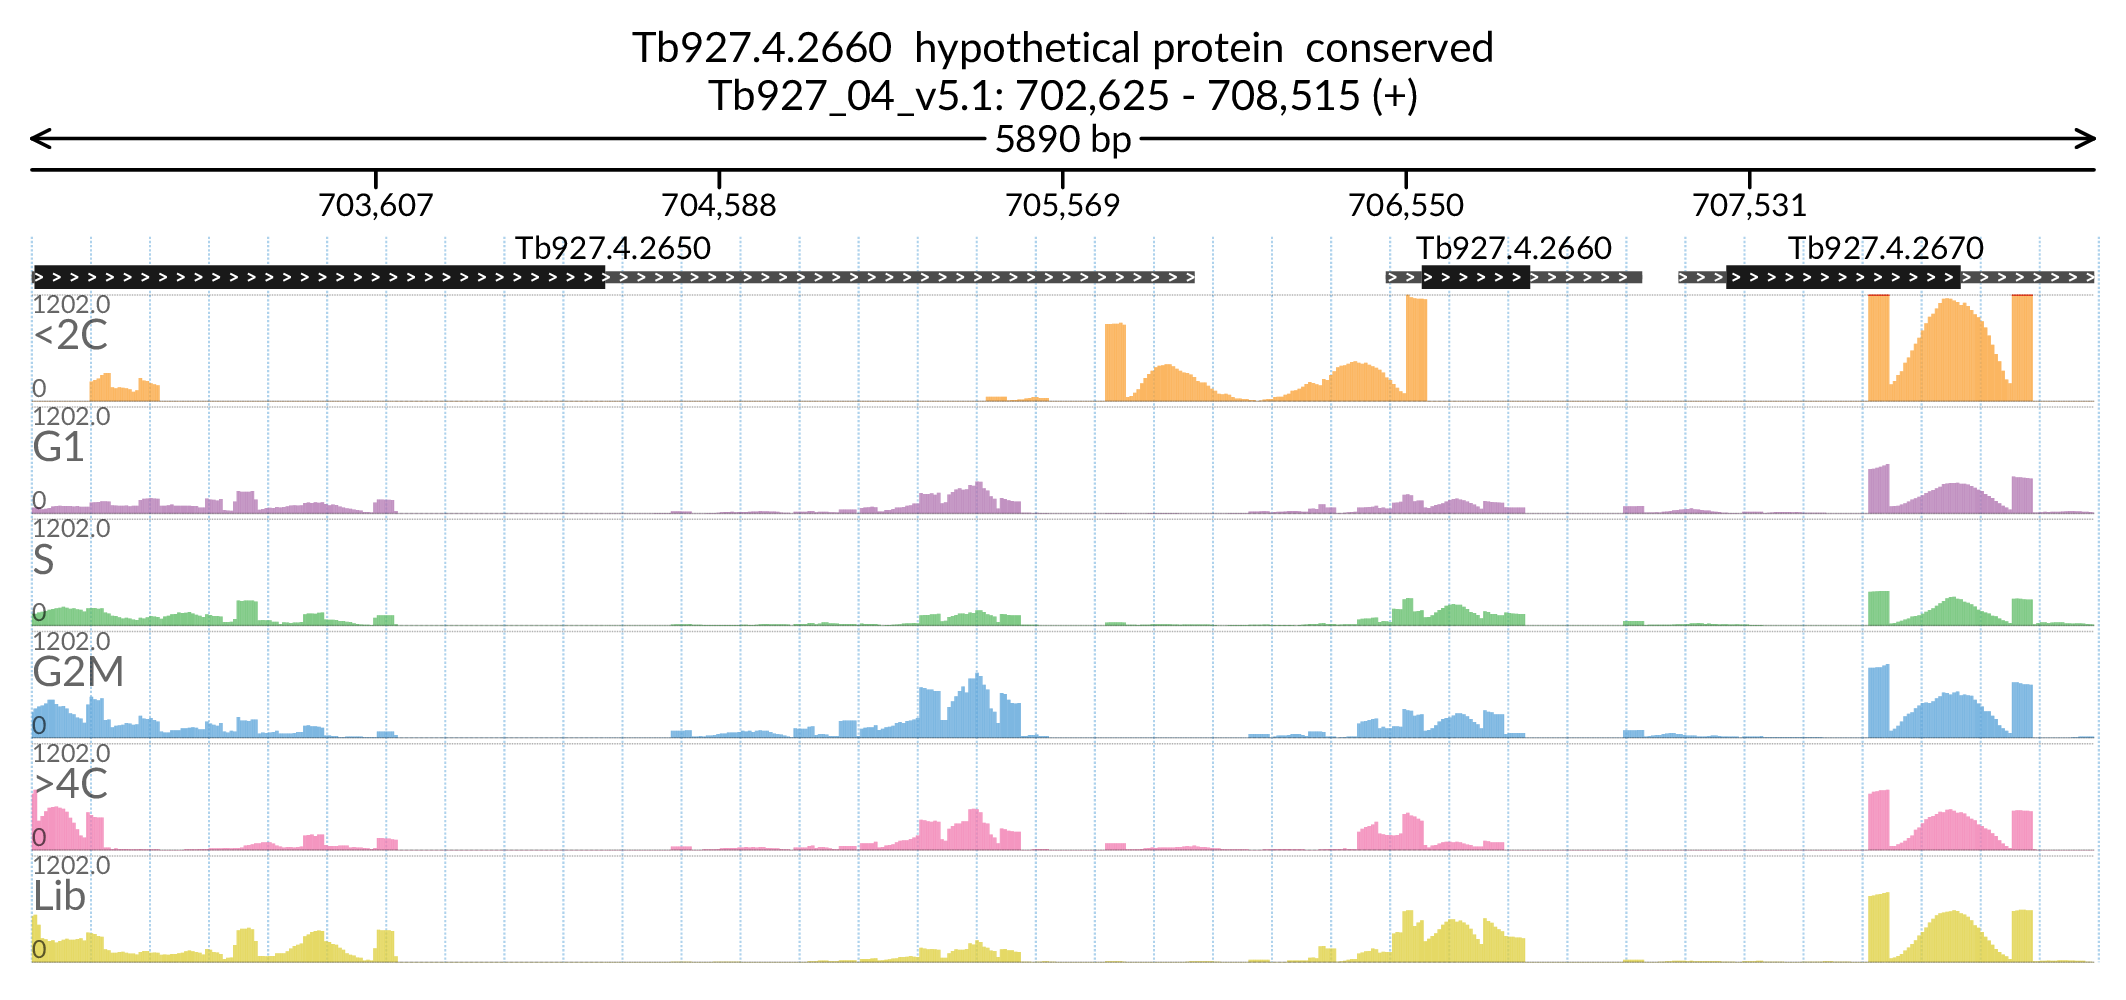 Tb927.4.2660  hypothetical protein  conserved
Tb927_04_v5.1: 702,625 - 708,515 (+)
5890 bp
703,607 704,588 705,569 706,550 707,531
Tb927.4.2650 Tb927.4.2660 Tb927.4.2670
1202.0
<2C
0
1202.0
G1
0
1202.0
S
0
1202.0
G2M
0
1202.0
>4C
0
1202.0
Lib
0